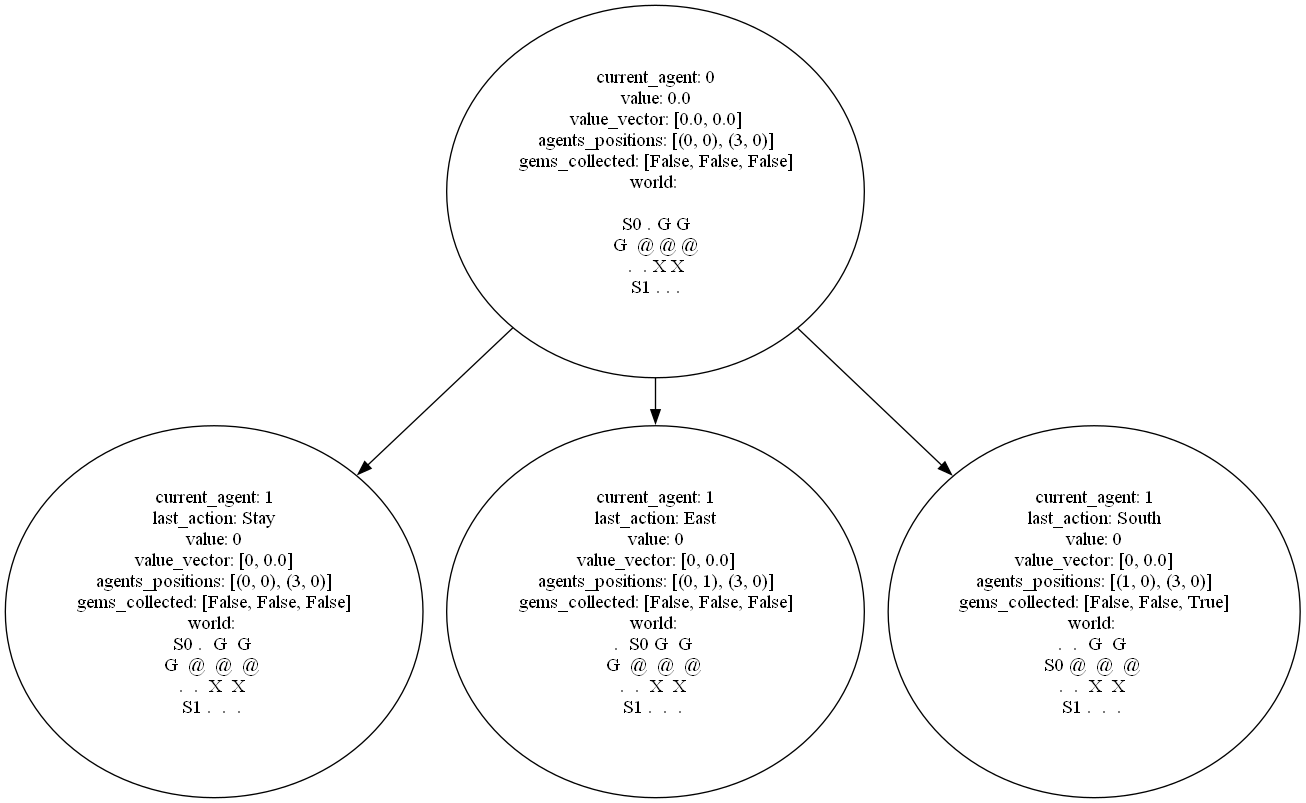 current_agent: 0
value: 0.0
value_vector: [0.0, 0.0]
agents_positions: [(0, 0), (3, 0)]
gems_collected: [False, False, False]
world:
S0 . G G
G @ @ @
. . X X
S1 . . .
current_agent: 1
last_action: Stay
value: 0
value_vector: [0, 0.0]
agents_positions: [(0, 0), (3, 0)]
gems_collected: [False, False, False]
world:
S0 . G G
G @ @ @
. . X X
S1 . . .
current_agent: 1
last_action: East
value: 0
value_vector: [0, 0.0]
agents_positions: [(0, 1), (3, 0)]
gems_collected: [False, False, False]
world:
. S0 G G
G @ @ @
. . X X
S1 . . .
current_agent: 1
last_action: South
value: 0
value_vector: [0, 0.0]
agents_positions: [(1, 0), (3, 0)]
gems_collected: [False, False, True]
world:
. . G G
S0 @ @ @
. . X X
S1 . . .